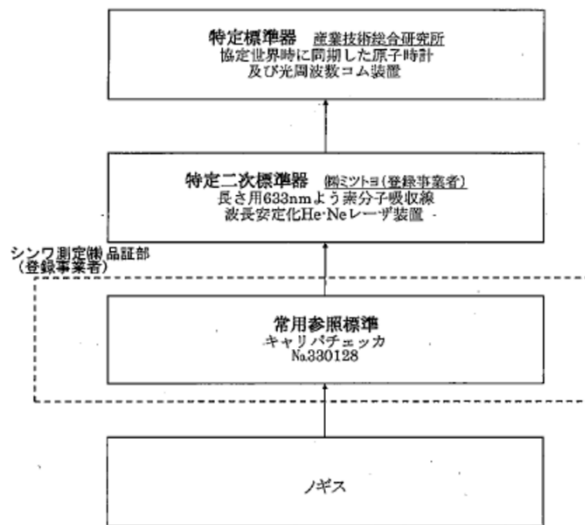 特定標準器 産業技術総合研究所
協定世界時に同期した原子時計
及び光周波数コム装置
特定二次標準器 ㈱ミツトヨ(登録事業者)
長さ用633nmよう素分子吸収線
波長安定化He-Neレーザ装置
シンワ測定㈱品証部
(登録事業者)
常用参照標準
キャリパチェッカ
№330128
ノギス